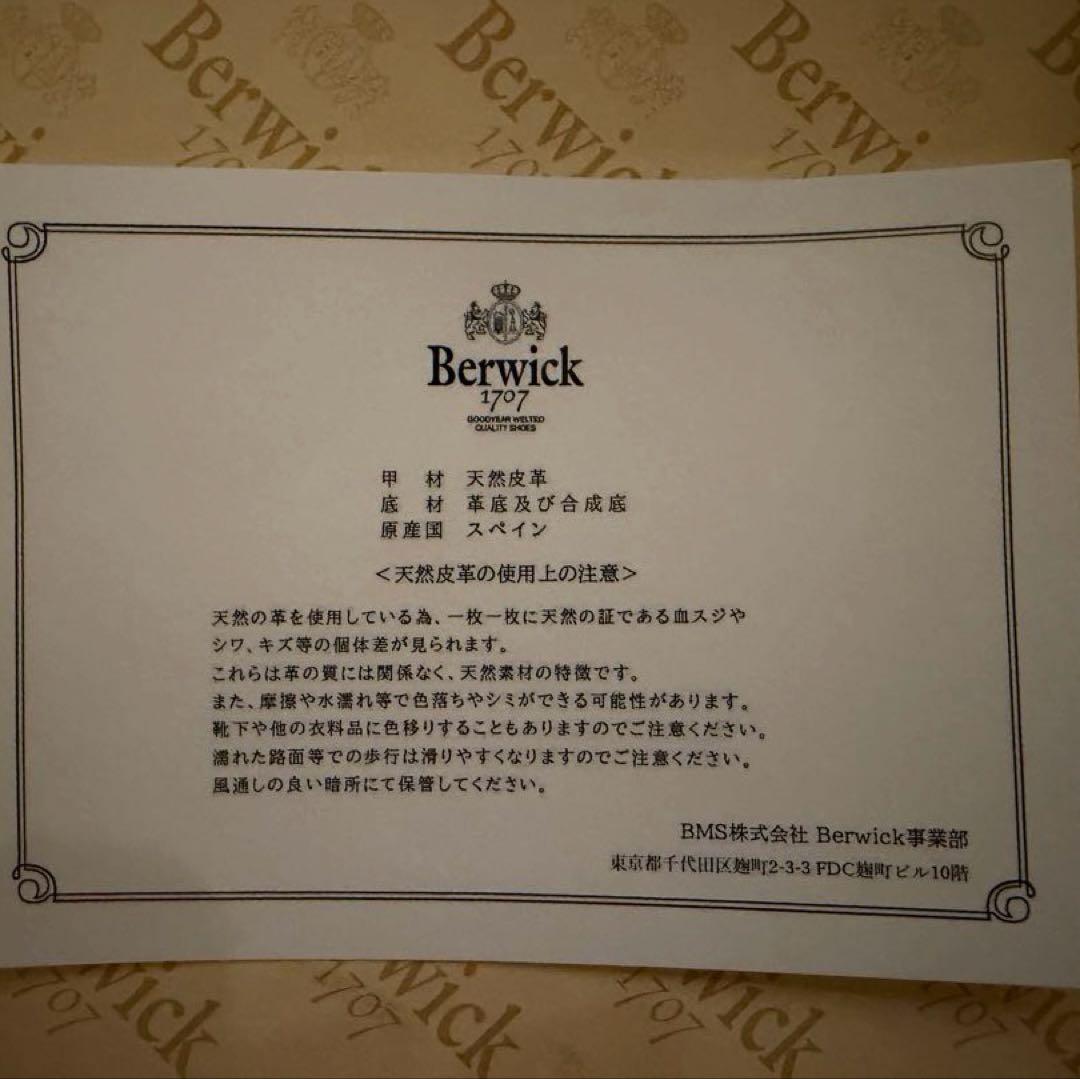 Berwick Berwick Berwick
1707 1707 1707
Berwick
1707
GOODYEAR WELTED
QUALITY SHOES
甲 材 天然皮革
底 材 革底及び合成底
原産国 スペイン
＜天然皮革の使用上の注意＞
天然の革を使用している為、一枚一枚に天然の証である血スジや
シワ、キズ等の個体差が見られます。
これらは革の質には関係なく、天然素材の特徴です。
また、摩擦や水濡れ等で色落ちやシミができる可能性があります。
靴下や他の衣料品に色移りすることもありますのでご注意ください。
濡れた路面等での歩行は滑りやすくなりますのでご注意ください。
風通しの良い暗所にて保管してください。
BMS株式会社 Berwick事業部
東京都千代田区麹町2-3-3 FDC麹町ビル10階
wick wick wick
1707 1707 1707